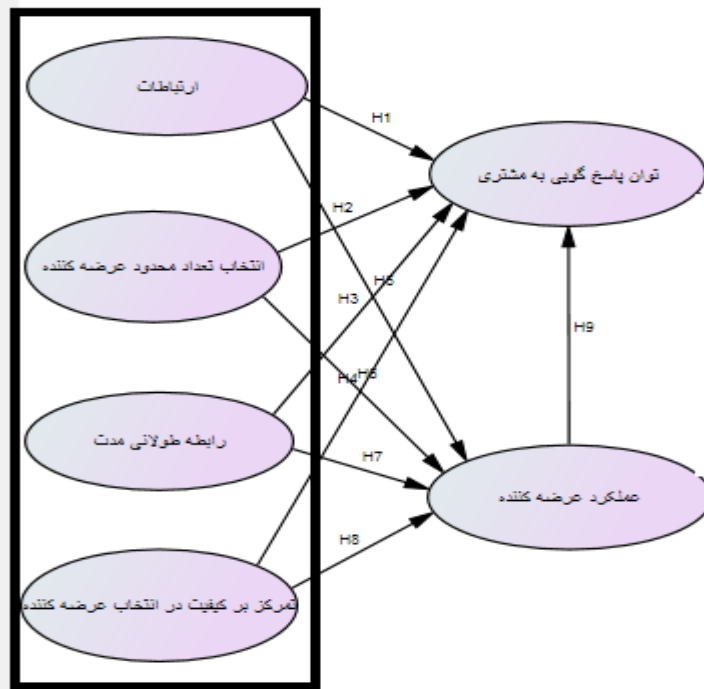 ارتباطات
H1
توان پاسخ گویی به مشتری
H2
انتخاب تعداد محدود عرضه کننده
H5
H3
H9
H4
H6
رابطه طولانی مدت
H7
عملکرد عرضه کننده
H8
تمرکز بر کیفیت در انتخاب عرضه کننده